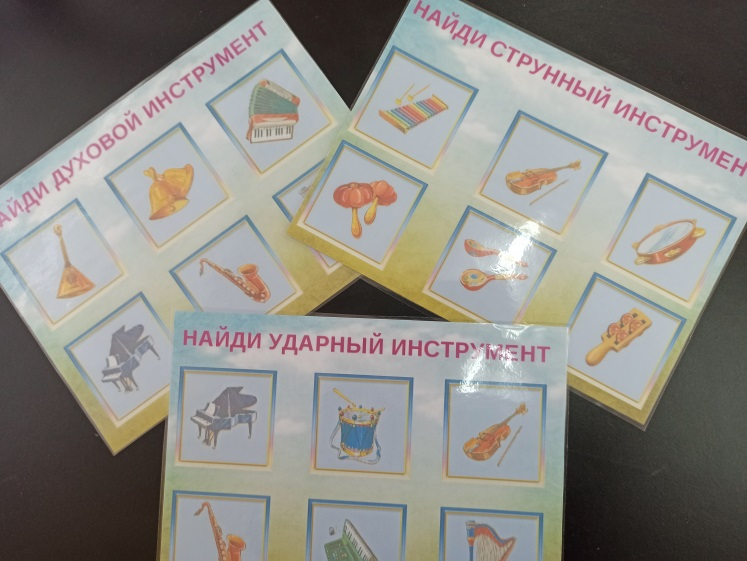 НАЙДИ ДУХОВОЙ ИНСТРУМЕНТ
НАЙДИ СТРУННЫЙ ИНСТРУМЕН
НАЙДИ УДАРНЫЙ ИНСТРУМЕНТ